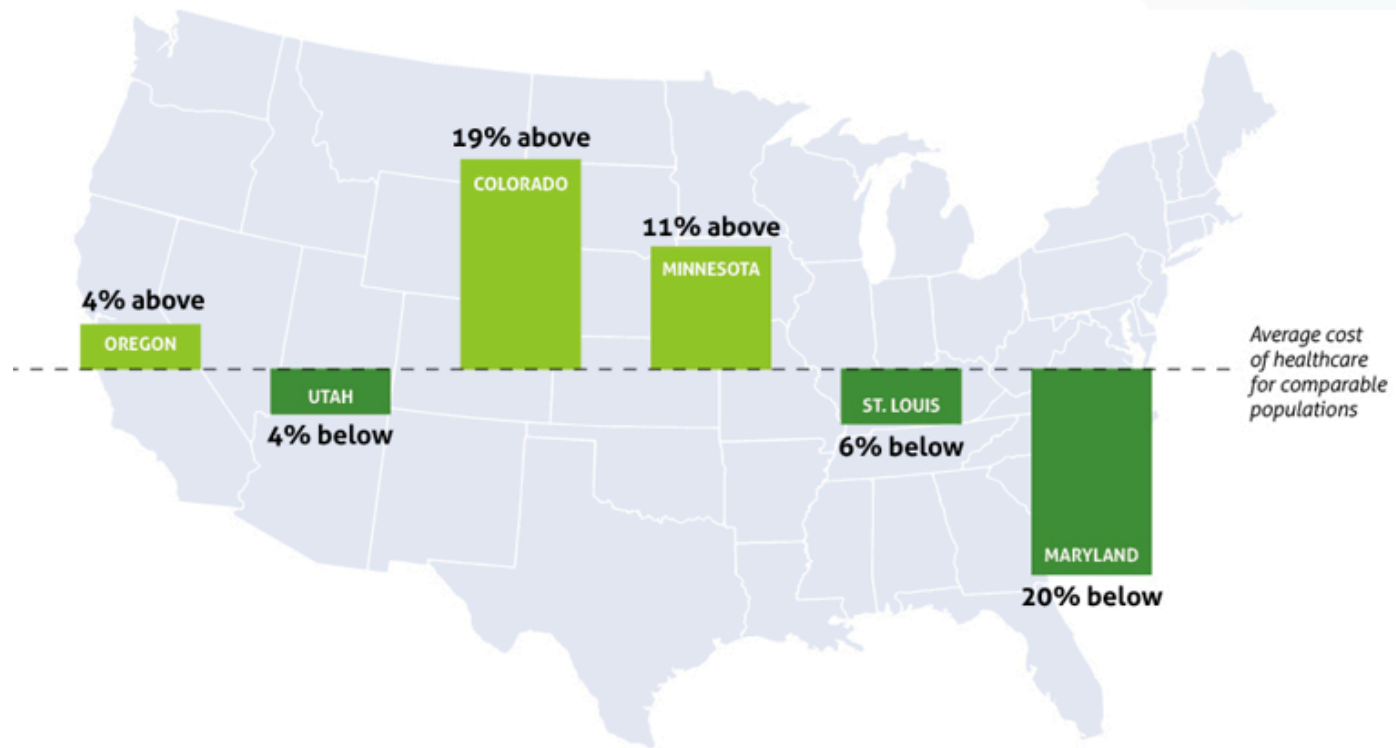 19% above
COLORADO
11% above
MINNESOTA
4% above
OREGON
UTAH
4% below
ST. LOUIS
6% below
MARYLAND
20% below
Average cost
of healthcare
for comparable
populations